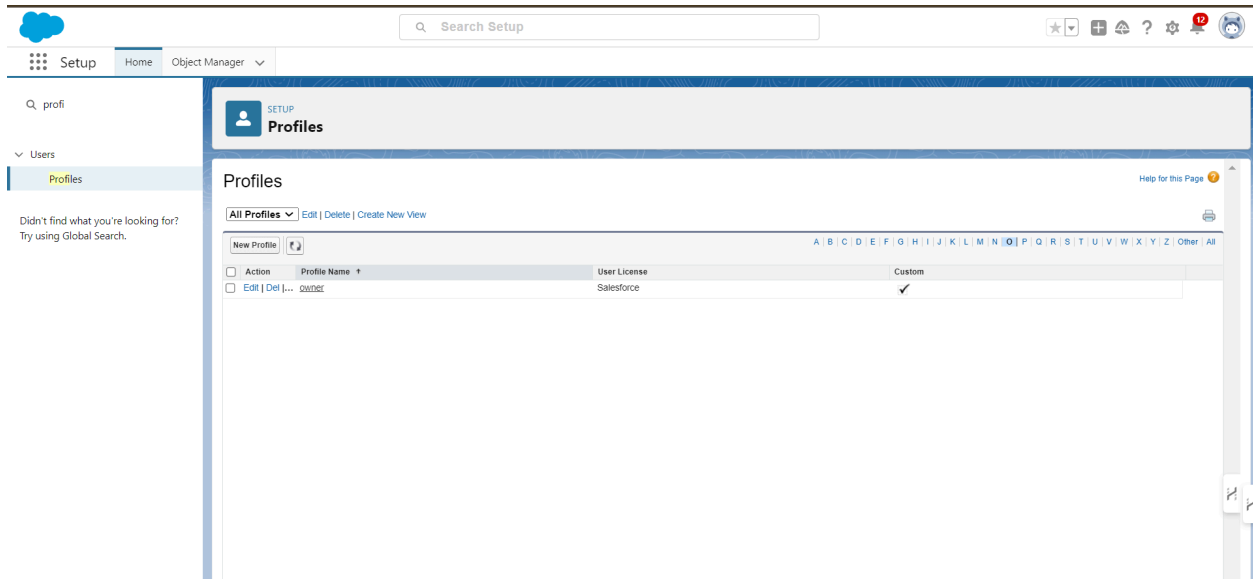 Search Setup
12
Setup Home Object Manager
profi
SETUP
Profiles
Users
Profiles
Profiles
Help for this Page
Didn't find what you're looking for?
Try using Global Search.
All Profiles Edit | Delete | Create New View
New Profile A | B | C | D | E | F | G | H | I | J | K | L | M | N | O | P | Q | R | S | T | U | V | W | X | Y | Z | Other | All
Action Profile Name User License Custom
Edit | Del |... owner Salesforce